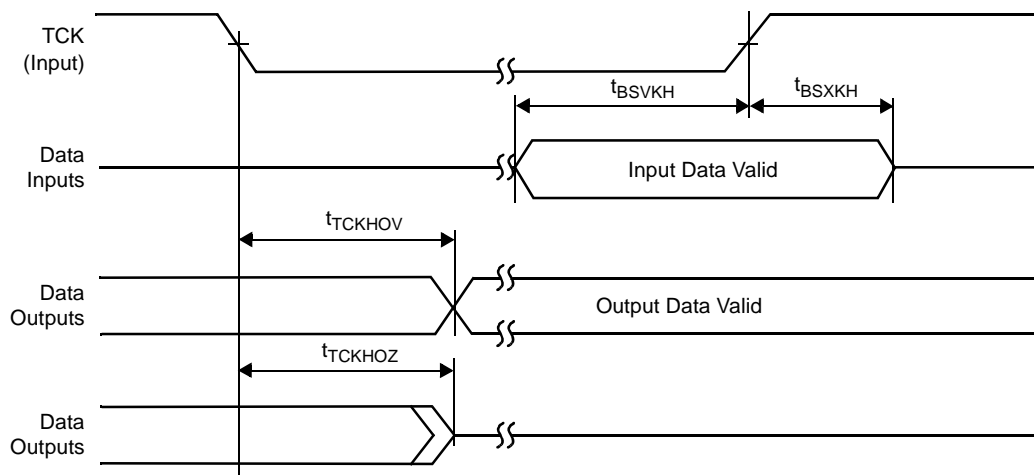 TCK
(Input)
tBSVKH
tBSXKH
Data
Inputs
Input Data Valid
tTCKHOV
Data
Outputs
Output Data Valid
tTCKHOZ
Data
Outputs